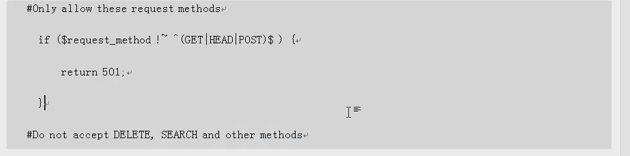 #Only allow these request methods
if ($request_method !~ ^(GET|HEAD|POST)$ ) {
return 501;
}
#Do not accept DELETE, SEARCH and other methods